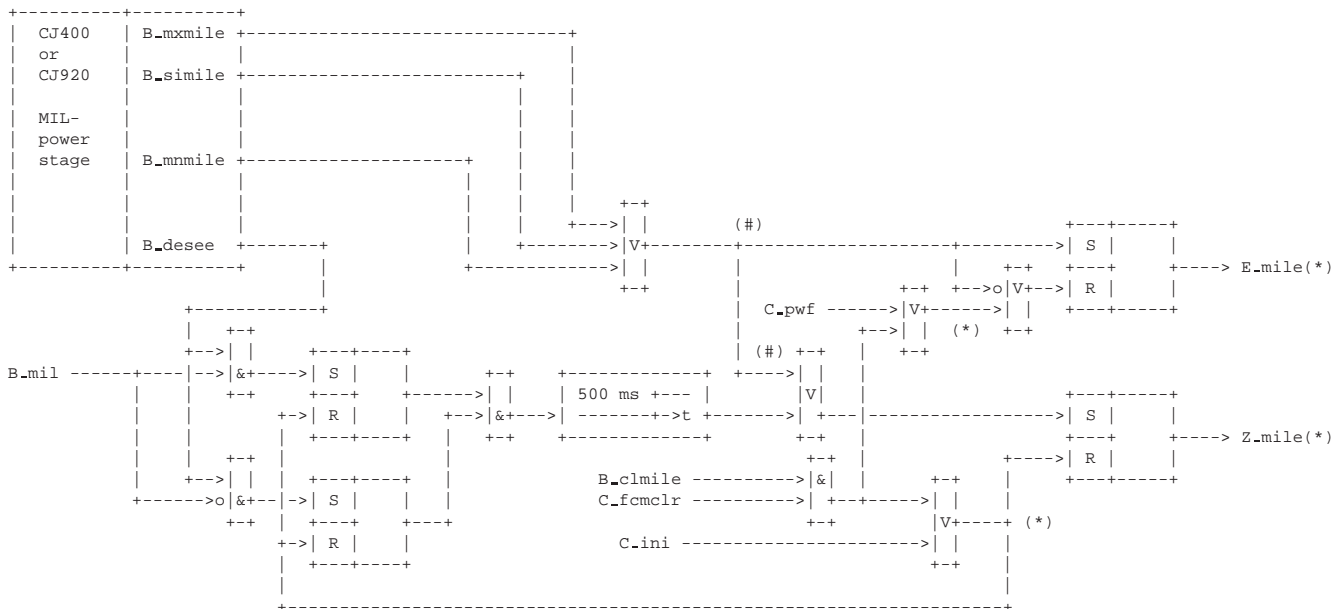 CJ400 B_mxmile
or
CJ920 B_simile
MIL-
power
stage B_mnmile
(#)
V S
B_desee
E_mile(*)
V R
C_pwf V
(*)
(#)
B_mil & S
500 ms V
R & t S
Z_mile(*)
R
B_clmile &
& S C_fcmclr
V (*)
R C_ini